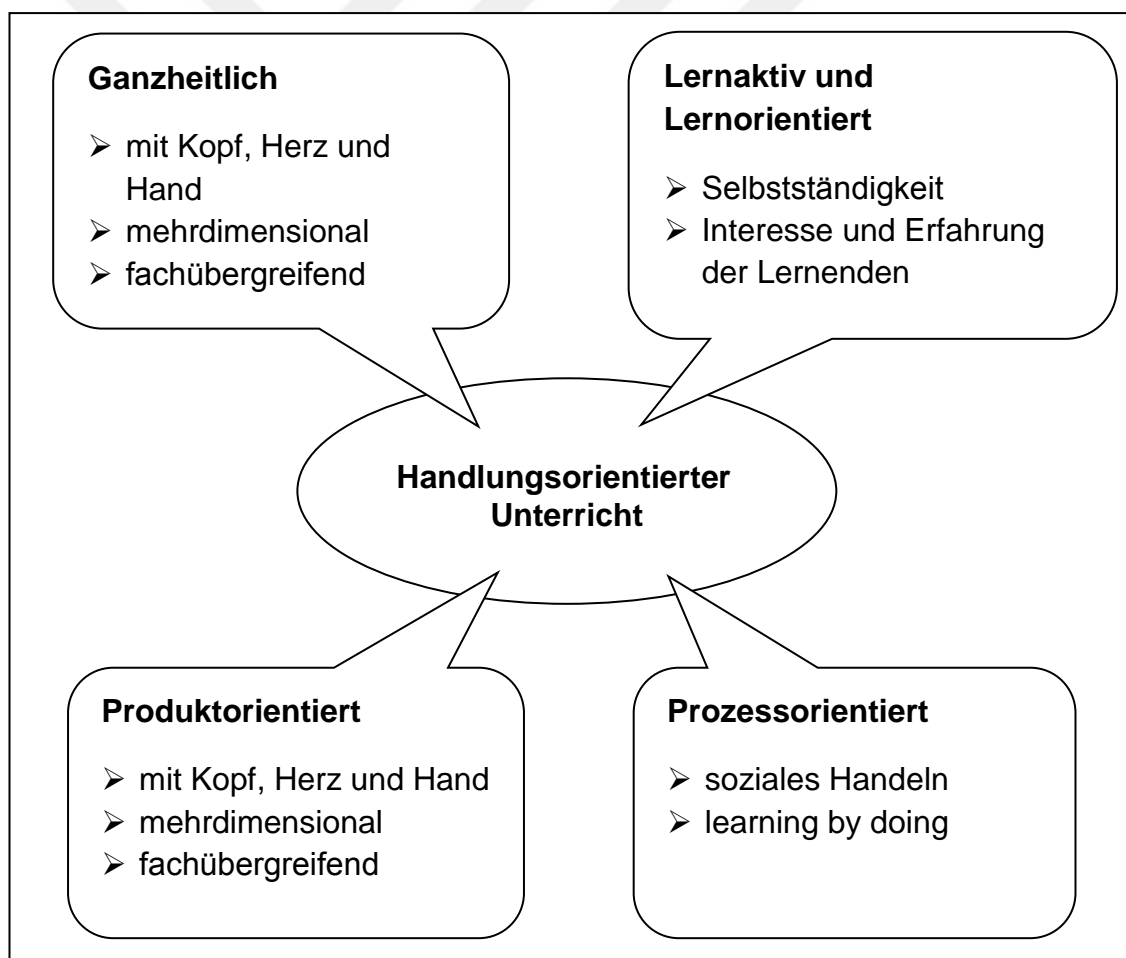 Ganzheitlich
➢ mit Kopf, Herz und
Hand
➢ mehrdimensional
➢ fachübergreifend
Lernaktiv und
Lernorientiert
➢ Selbstständigkeit
➢ Interesse und Erfahrung
der Lernenden
Handlungsorientierter
Unterricht
Produktorientiert
➢ mit Kopf, Herz und Hand
➢ mehrdimensional
➢ fachübergreifend
Prozessorientiert
➢ soziales Handeln
➢ learning by doing